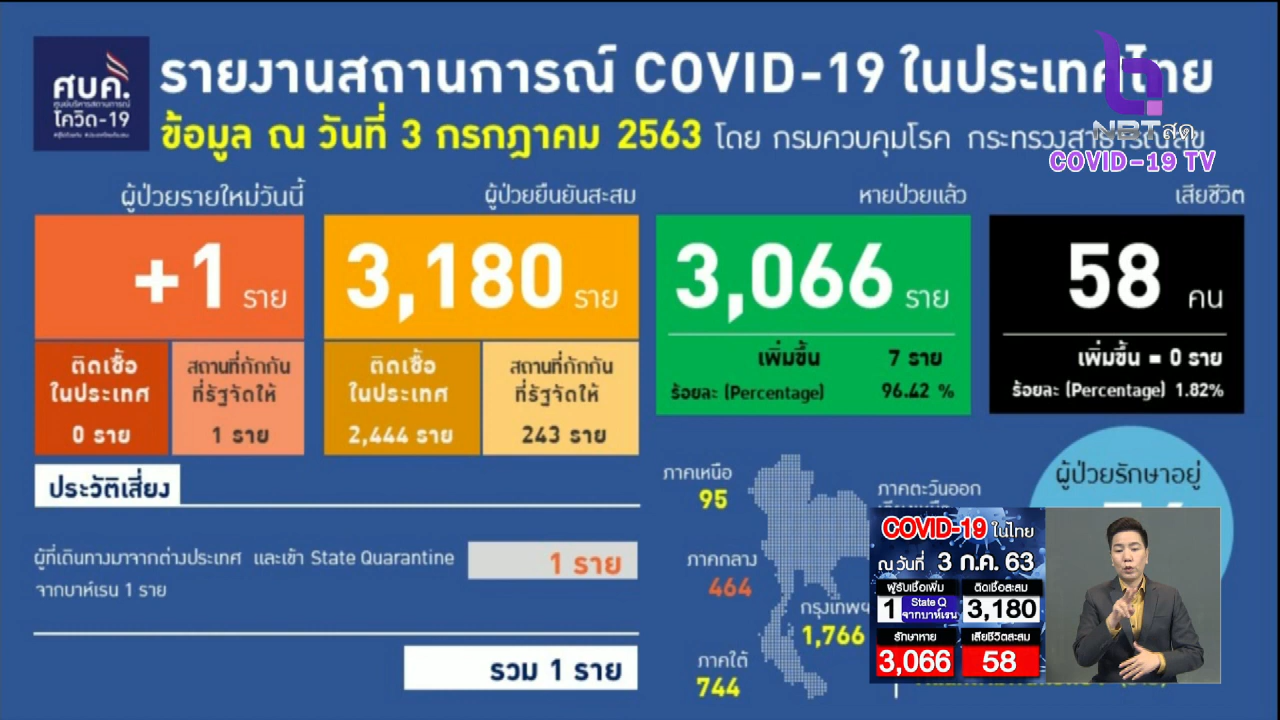 ศบค.
ศูนย์บริหารสถานการณ์
โควิด-19
รายงานสถานการณ์ COVID-19 ในประเทศไทย
ข้อมูล ณ วันที่ 3 กรกฎาคม 2563 โดย กรมควบคุมโรค กระทรวงสาธารณสุข
NBTสด
COVID-19 TV
ผู้ป่วยรายใหม่วันนี้
+1 ราย
ติดเชื้อ
ในประเทศ
0 ราย
สถานที่กักกัน
ที่รัฐจัดให้
1 ราย
ผู้ป่วยยืนยันสะสม
3,180 ราย
ติดเชื้อ
ในประเทศ
2,444 ราย
สถานที่กักกัน
ที่รัฐจัดให้
243 ราย
หายป่วยแล้ว
3,066 ราย
เพิ่มขึ้น 7 ราย
ร้อยละ (Percentage) 96.42 %
เสียชีวิต
58 คน
เพิ่มขึ้น = 0 ราย
ร้อยละ (Percentage) 1.82%
ประวัติเสี่ยง
ผู้ที่เดินทางมาจากต่างประเทศ และเข้า State Quarantine
จากบาห์เรน 1 ราย
1 ราย
รวม 1 ราย
ภาคเหนือ
95
ภาคตะวันออก
ภาคกลาง
464
กรุงเทพฯ
1,766
ภาคใต้
744
ผู้ป่วยรักษาอยู่
COVID-19 ในไทย
ณ วันที่ 3 ก.ค. 63
ผู้รับเชื้อเพิ่ม
1 State Q
จากบาห์เรน
ติดเชื้อสะสม
3,180
รักษาหาย
3,066
เสียชีวิตสะสม
58